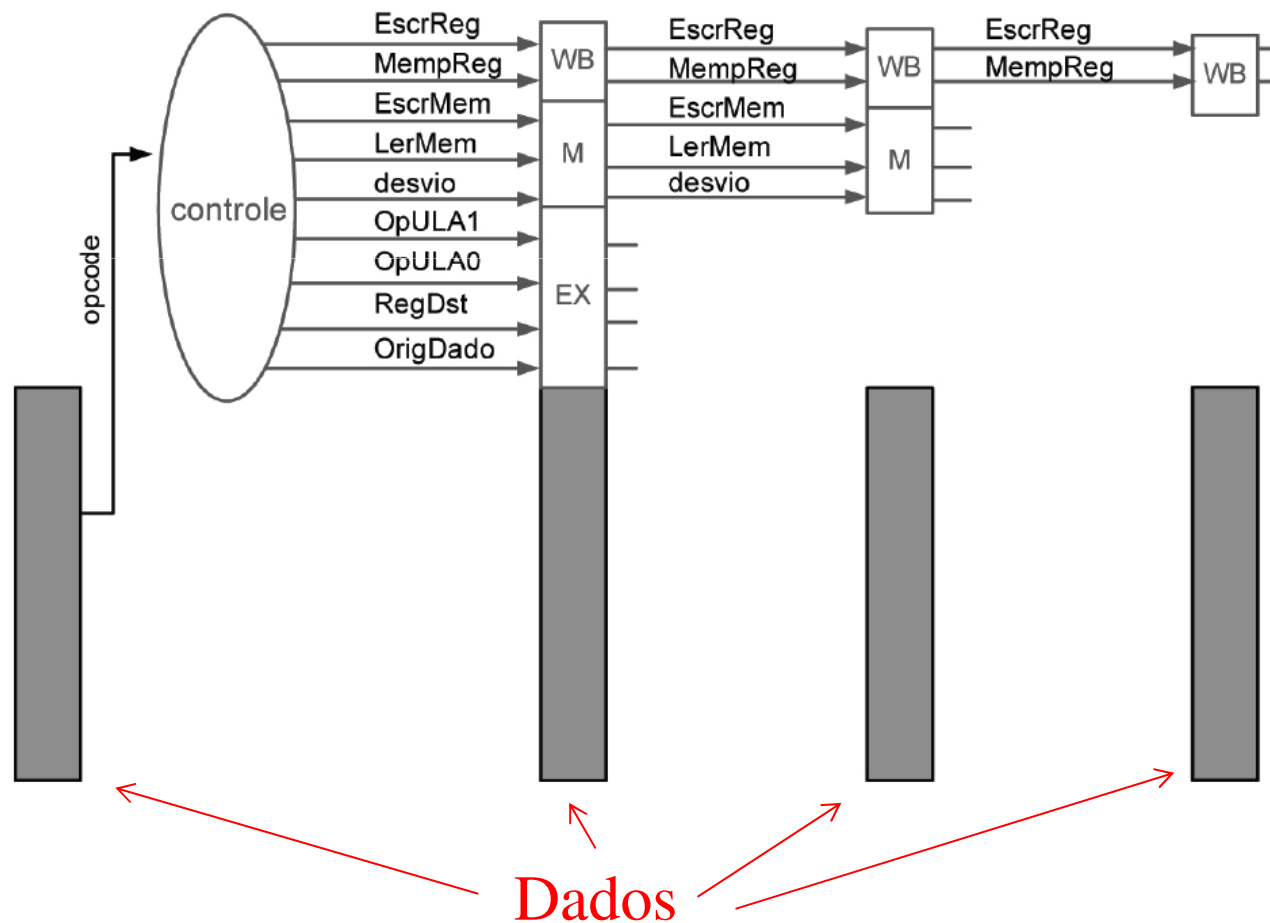 EscrReg EscrReg EscrReg
WB WB WB
MempReg MempReg MempReg
EscrMem EscrMem
LerMem LerMem
M M
desvio desvio
controle
OpULA1
OpULA0
opcode
EX
RegDst
OrigDado
Dados